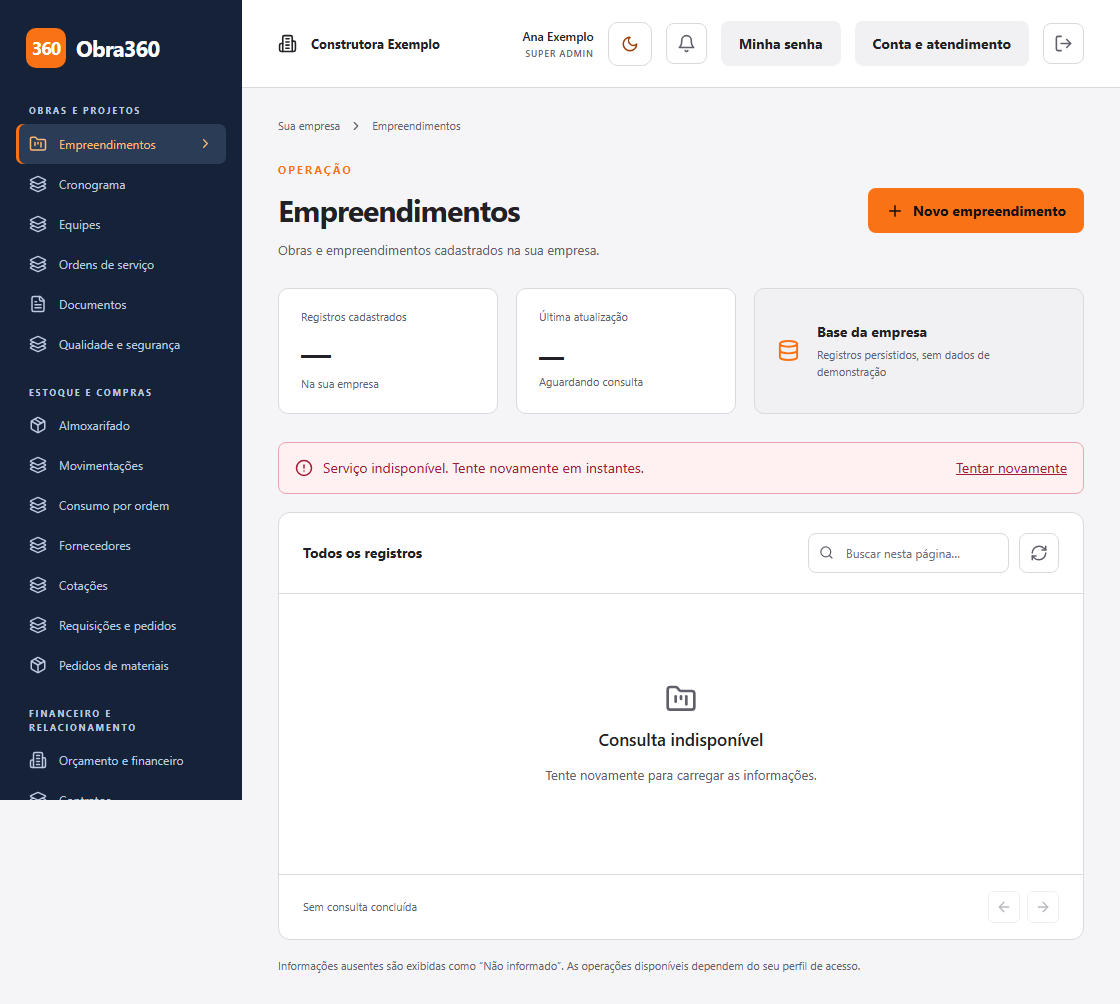 360 Obra360
OBRAS E PROJETOS
Empreendimentos
Cronograma
Equipes
Ordens de serviço
Documentos
Qualidade e segurança
ESTOQUE E COMPRAS
Almoxarifado
Movimentações
Consumo por ordem
Fornecedores
Cotações
Requisições e pedidos
Pedidos de materiais
FINANCEIRO E
RELACIONAMENTO
Orçamento e financeiro
Construtora Exemplo
Ana Exemplo
SUPER ADMIN
Minha senha
Conta e atendimento
Sua empresa
Empreendimentos
OPERAÇÃO
Empreendimentos
Novo empreendimento
Obras e empreendimentos cadastrados na sua empresa.
Registros cadastrados
—
Na sua empresa
Última atualização
—
Aguardando consulta
Base da empresa
Registros persistidos, sem dados de
demonstração
Serviço indisponível. Tente novamente em instantes.
Tentar novamente
Todos os registros
Buscar nesta página...
Consulta indisponível
Tente novamente para carregar as informações.
Sem consulta concluída
Informações ausentes são exibidas como “Não informado”. As operações disponíveis dependem do seu perfil de acesso.